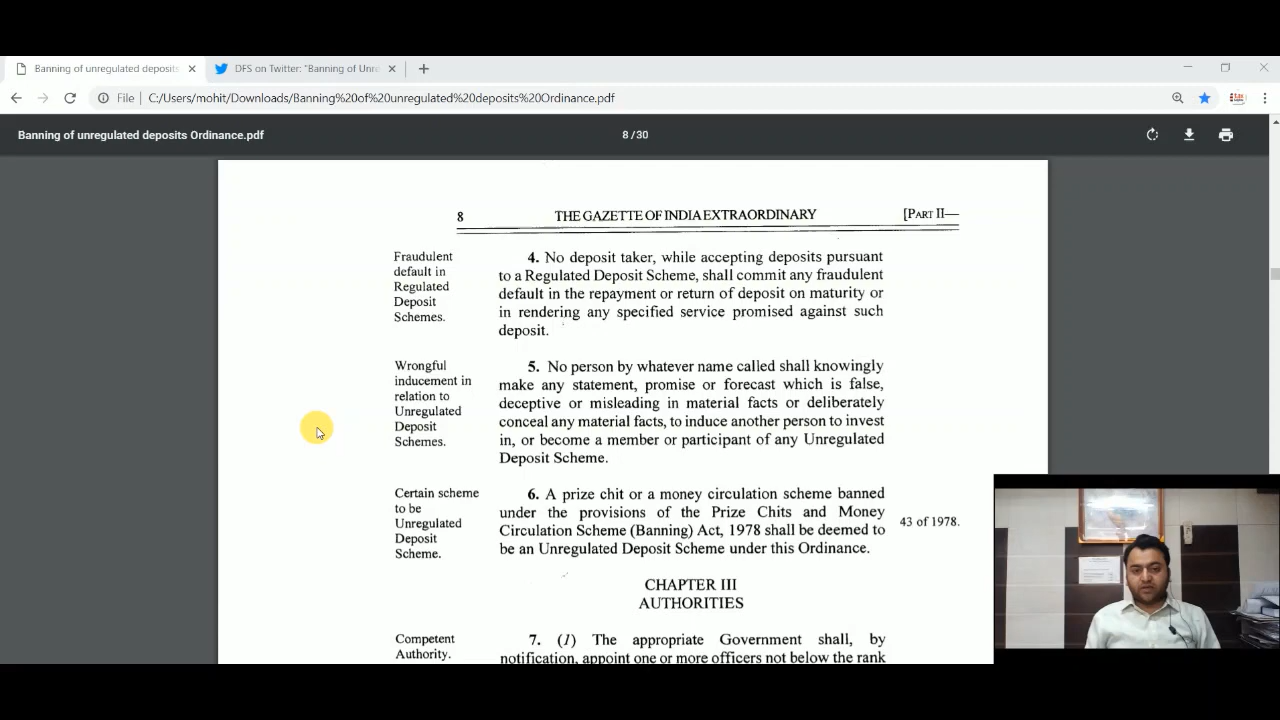 Banning of unregulated deposits
DFS on Twitter: "Banning of Unre
File
C:/Users/mohit/Downloads/Banning%20of%20unregulated%20deposits%20Ordinance.pdf
Banning of unregulated deposits Ordinance.pdf
8 / 30
8 THE GAZETTE OF INDIA EXTRAORDINARY [PART II—
Fraudulent
default in
Regulated
Deposit
Schemes.
4. No deposit taker, while accepting deposits pursuant
to a Regulated Deposit Scheme, shall commit any fraudulent
default in the repayment or return of deposit on maturity or
in rendering any specified service promised against such
deposit.
Wrongful
inducement in
relation to
Unregulated
Deposit
Schemes.
5. No person by whatever name called shall knowingly
make any statement, promise or forecast which is false,
deceptive or misleading in material facts or deliberately
conceal any material facts, to induce another person to invest
in, or become a member or participant of any Unregulated
Deposit Scheme.
Certain scheme
to be
Unregulated
Deposit
Scheme.
6. A prize chit or a money circulation scheme banned
under the provisions of the Prize Chits and Money
Circulation Scheme (Banning) Act, 1978 shall be deemed to
be an Unregulated Deposit Scheme under this Ordinance.
43 of 1978.
CHAPTER III
AUTHORITIES
Competent
Authority.
7. (1) The appropriate Government shall, by
notification, appoint one or more officers not below the rank